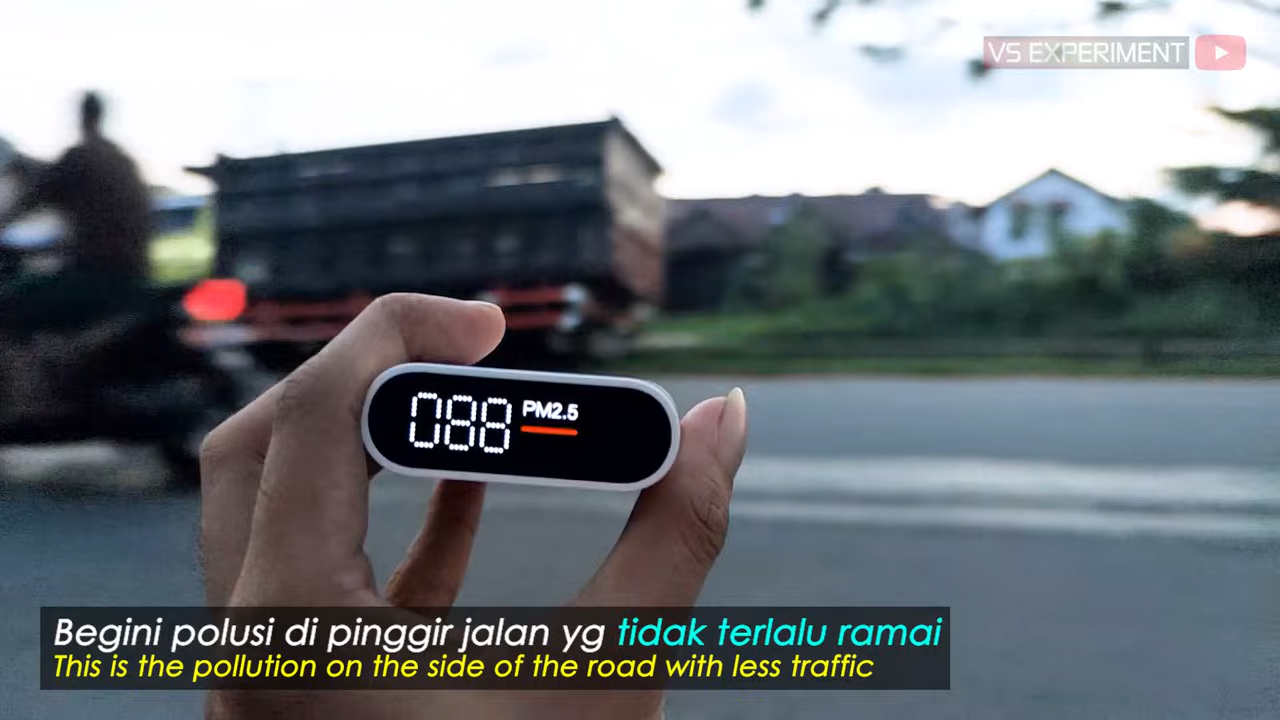 VS EXPERIMENT
088 PM2.5
Begini polusi di pinggir jalan yg tidak terlalu ramai
This is the pollution on the side of the road with less traffic